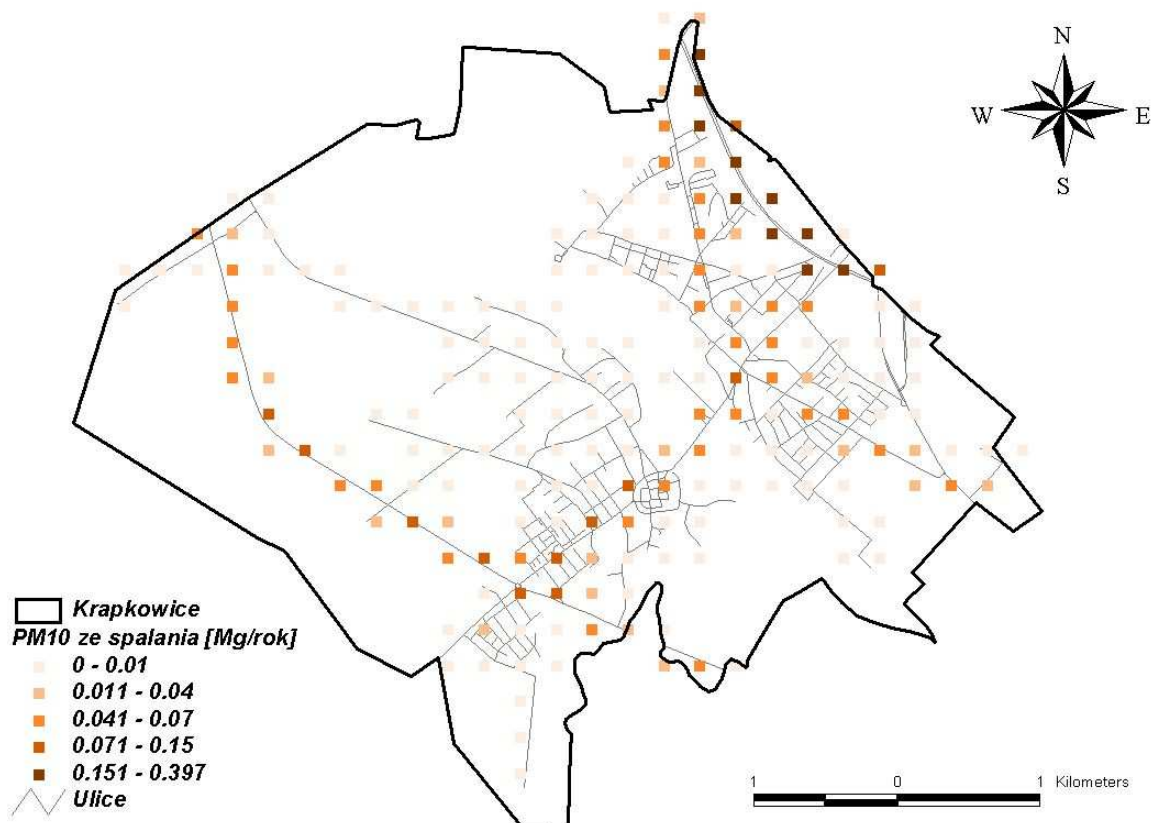 N
W E
S
Krapkowice
PM10 ze spalania [Mg/rok]
0 - 0.01
0.011 - 0.04
0.041 - 0.07
0.071 - 0.15
0.151 - 0.397
Ulice
1 0 1 Kilometers